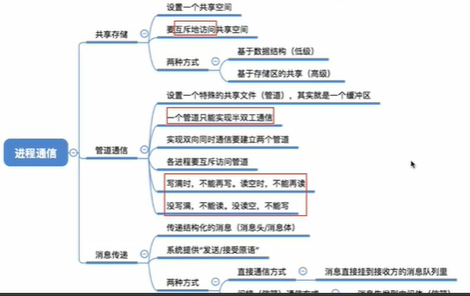 设置一个共享空间
共享存储
要互斥地访问共享空间
基于数据结构（低级）
两种方式
基于存储区的共享（高级）
设置一个特殊的共享文件（管道），其实就是一个缓冲区
一个管道只能实现半双工通信
实现双向同时通信要建立两个管道
进程通信
管道通信
各进程要互斥访问管道
写满时，不能再写。读空时，不能再读
没写满，不能读。没读空，不能写
传递结构化的消息（消息头/消息体）
消息传递
系统提供“发送/接受原语”
直接通信方式
消息直接挂到接收方的消息队列里
两种方式